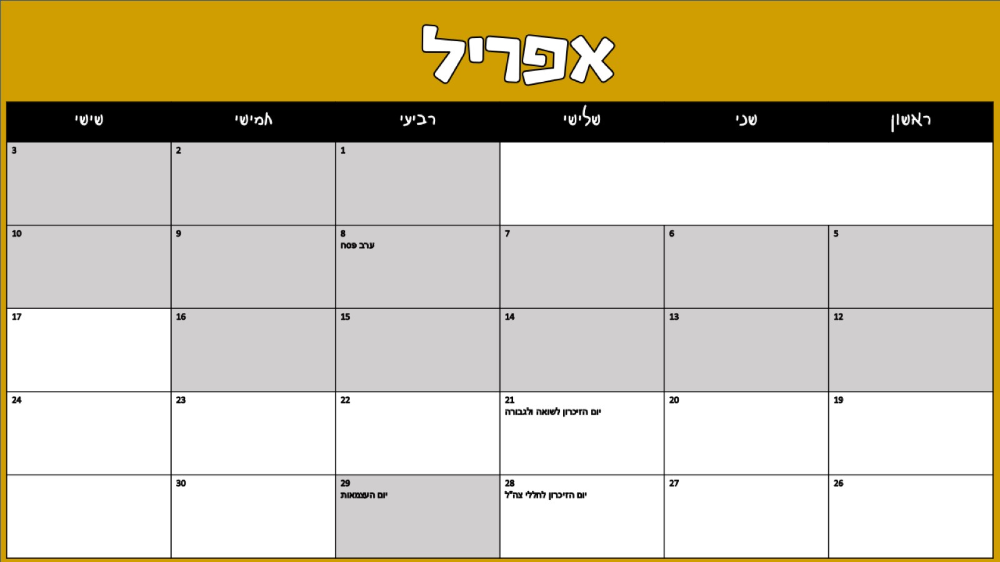 אפריל
ראשון שני שלישי רביעי חמישי שישי
1 2 3
5 6 7 8 9 10
ערב פסח
12 13 14 15 16 17
19 20 21 22 23 24
יום הזיכרון לשואה ולגבורה
26 27 28 29 30
יום הזיכרון לחללי צה"ל יום העצמאות